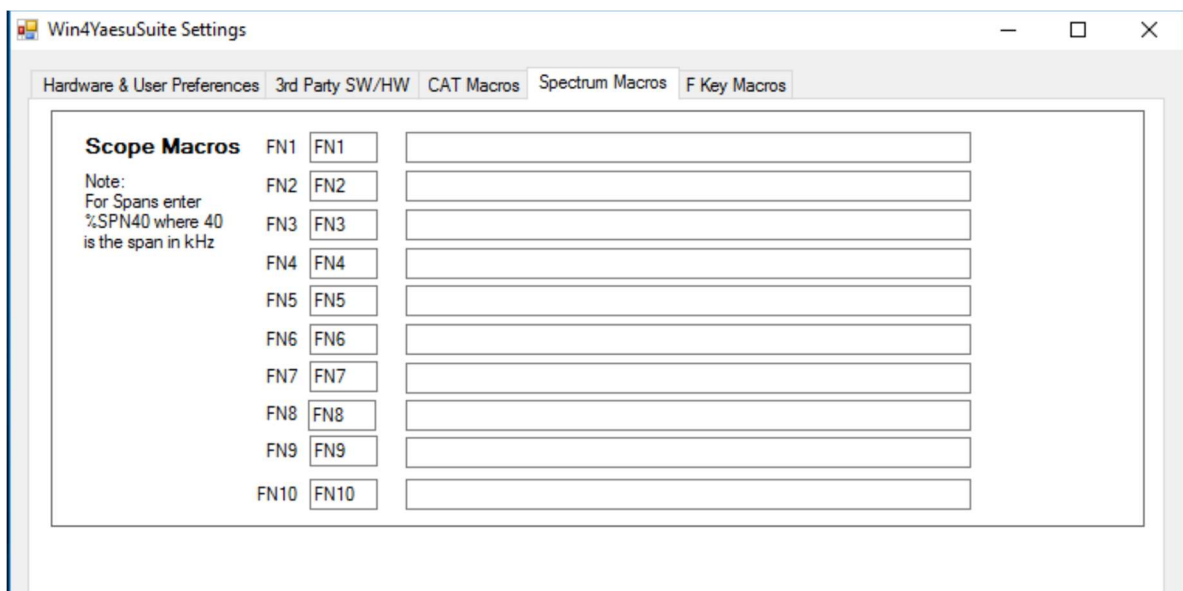 Win4YaesuSuite Settings
Hardware & User Preferences 3rd Party SW/HW CAT Macros Spectrum Macros F Key Macros
Scope Macros FN1 FN1
Note:
For Spans enter
%SPN40 where 40
is the span in kHz
FN2 FN2
FN3 FN3
FN4 FN4
FN5 FN5
FN6 FN6
FN7 FN7
FN8 FN8
FN9 FN9
FN10 FN10